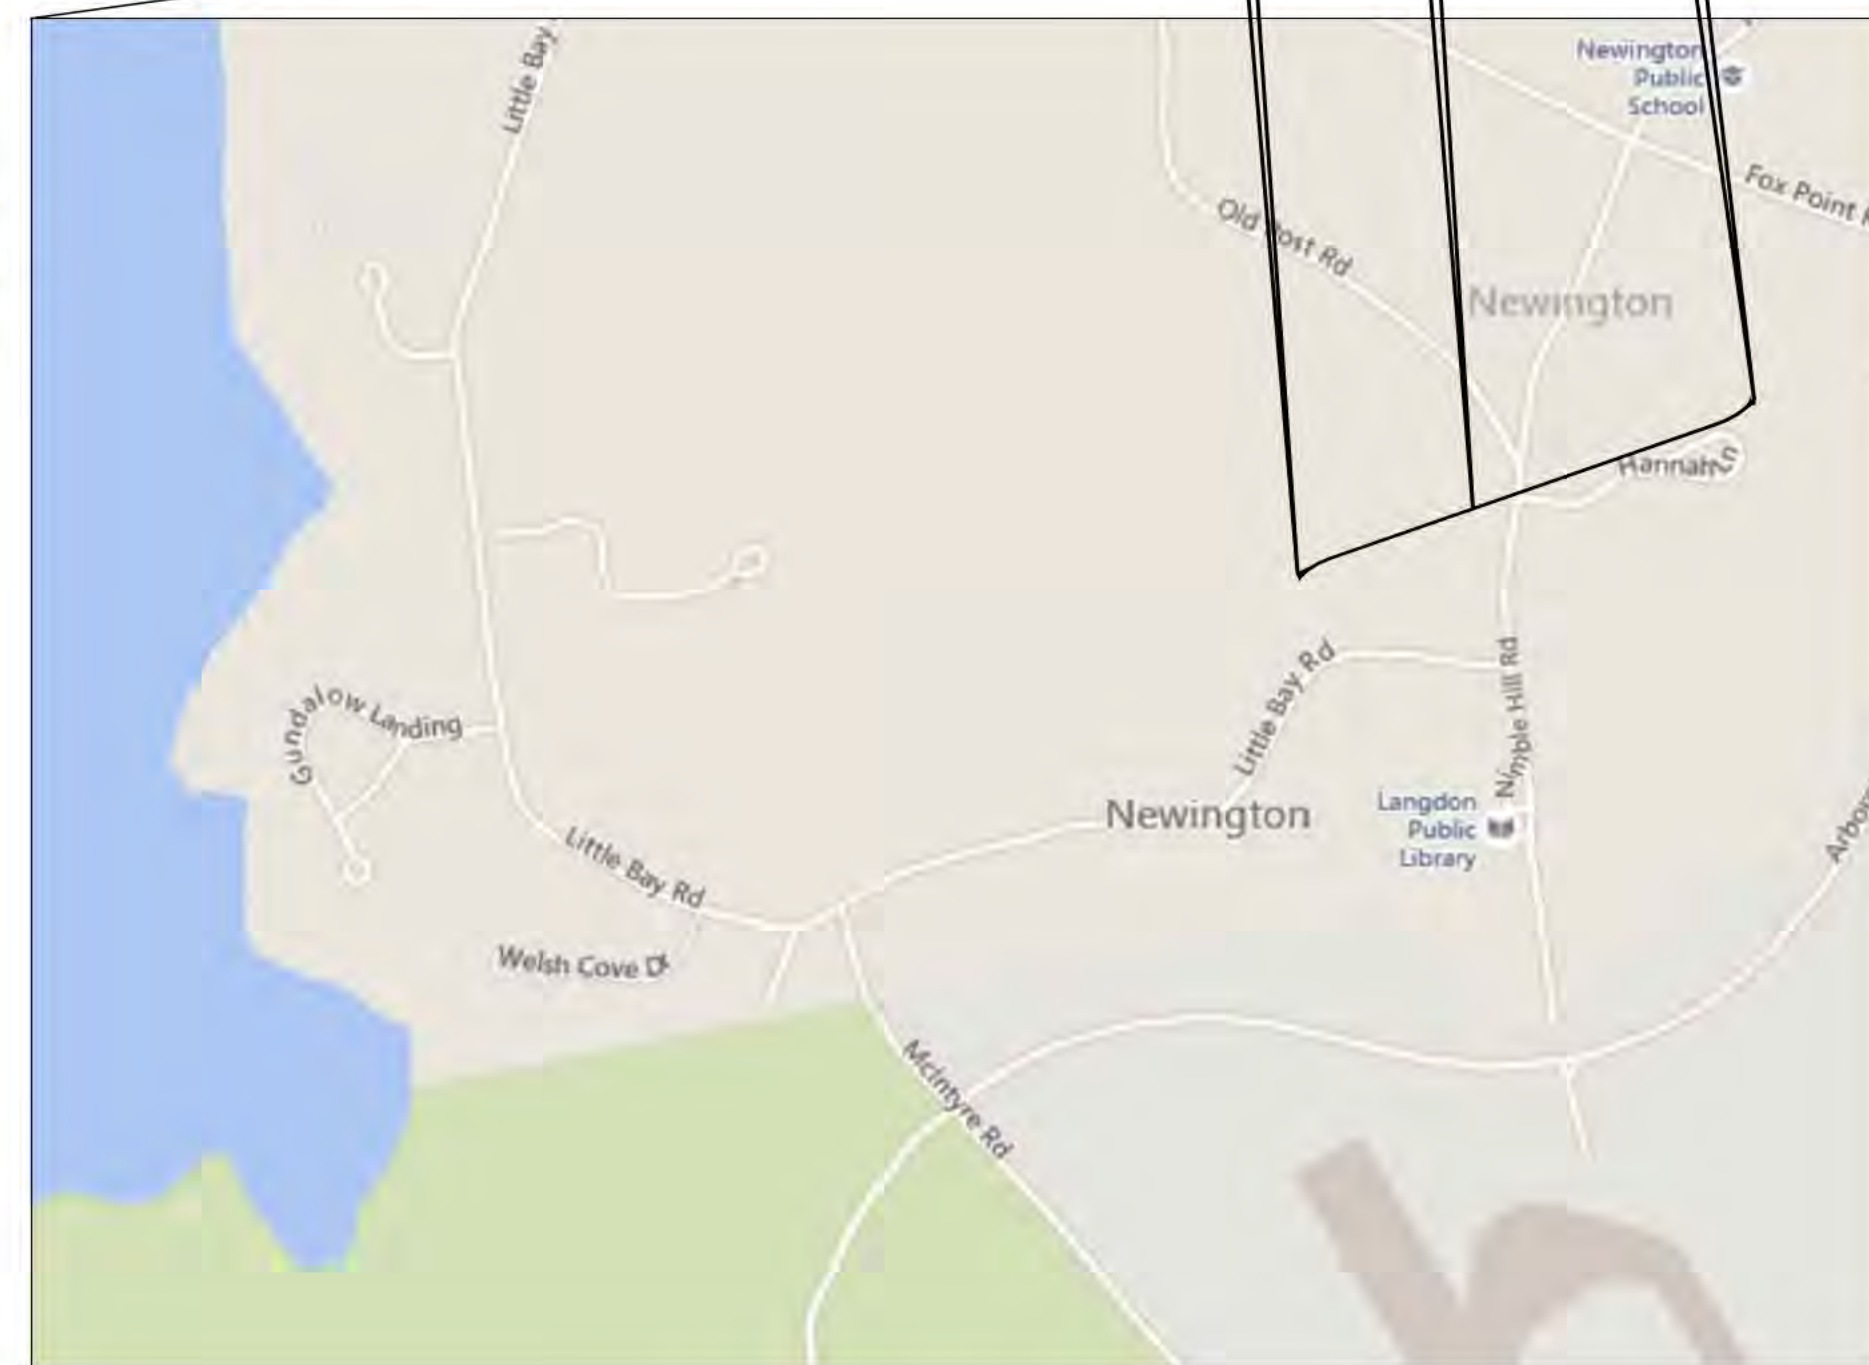 Little Bay
Newington
Public
School
Fox Point
Old Post Rd
Newington
Hannah Ln
Gundalow Landing
Little Bay Rd
Nimble Hill Rd
Newington
Langdon
Public
Library
Little Bay Rd
Welsh Cove Dr
McIntyre Rd